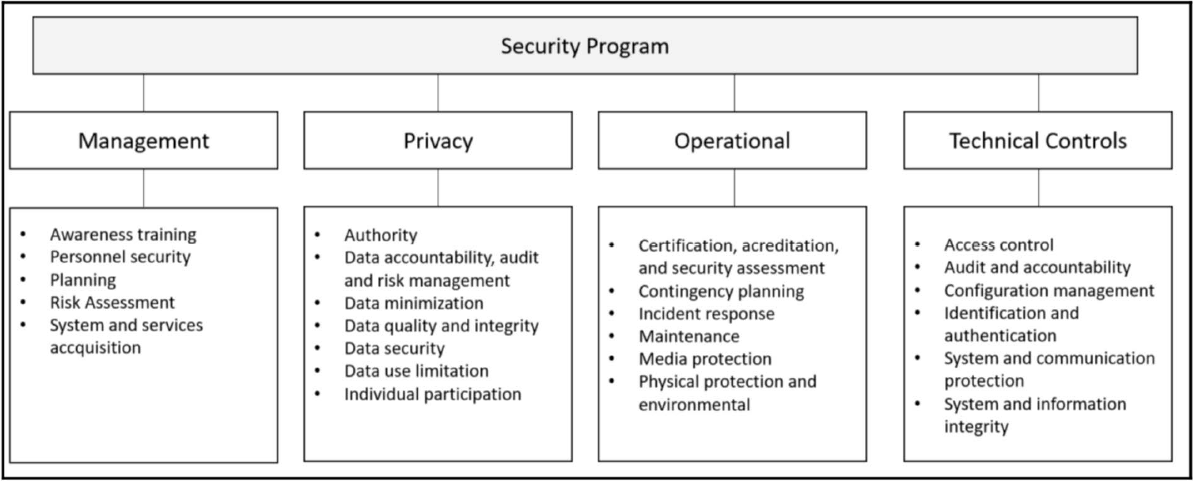 Security Program
Management
Privacy
Operational
Technical Controls
• Awareness training
• Personnel security
• Planning
• Risk Assessment
• System and services
accquisition
• Authority
• Data accountability, audit
and risk management
• Data minimization
• Data quality and integrity
• Data security
• Data use limitation
• Individual participation
• Certification, acreditation,
and security assessment
• Contingency planning
• Incident response
• Maintenance
• Media protection
• Physical protection and
environmental
• Access control
• Audit and accountability
• Configuration management
• Identification and
authentication
• System and communication
protection
• System and information
integrity